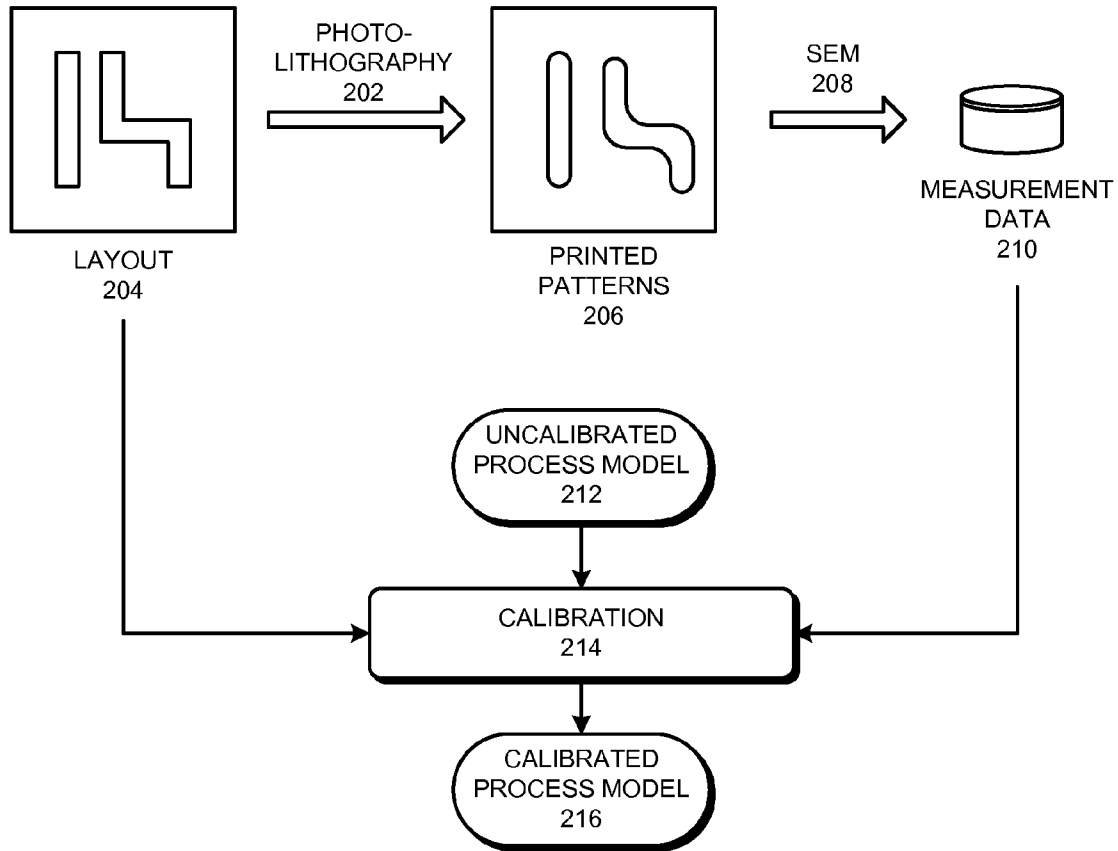 PHOTO-
LITHOGRAPHY
202
SEM
208
LAYOUT
204
PRINTED
PATTERNS
206
MEASUREMENT
DATA
210
UNCALIBRATED
PROCESS MODEL
212
CALIBRATION
214
CALIBRATED
PROCESS MODEL
216